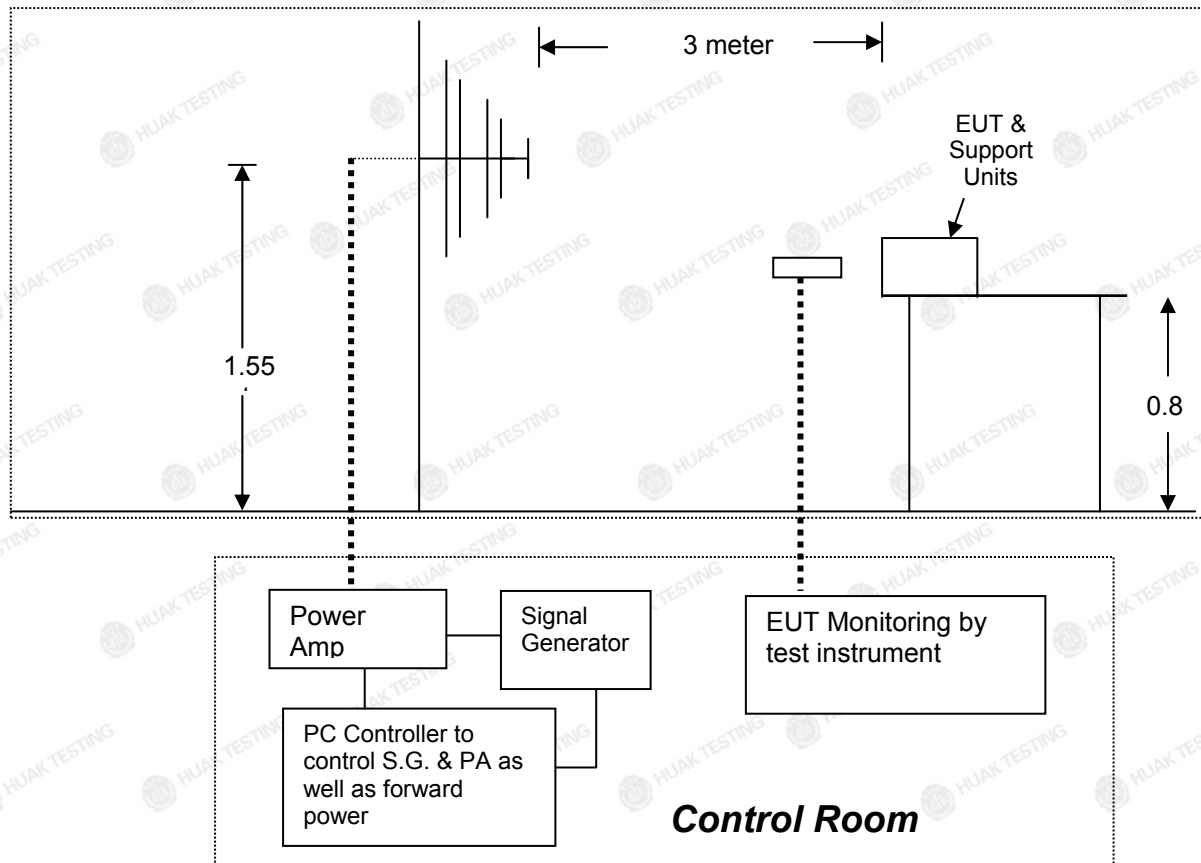 3 meter
EUT &
Support
Units
1.55
0.8
Power
Amp
Signal
Generator
EUT Monitoring by
test instrument
PC Controller to
control S.G. & PA as
well as forward
power
Control Room
HUAK TESTING